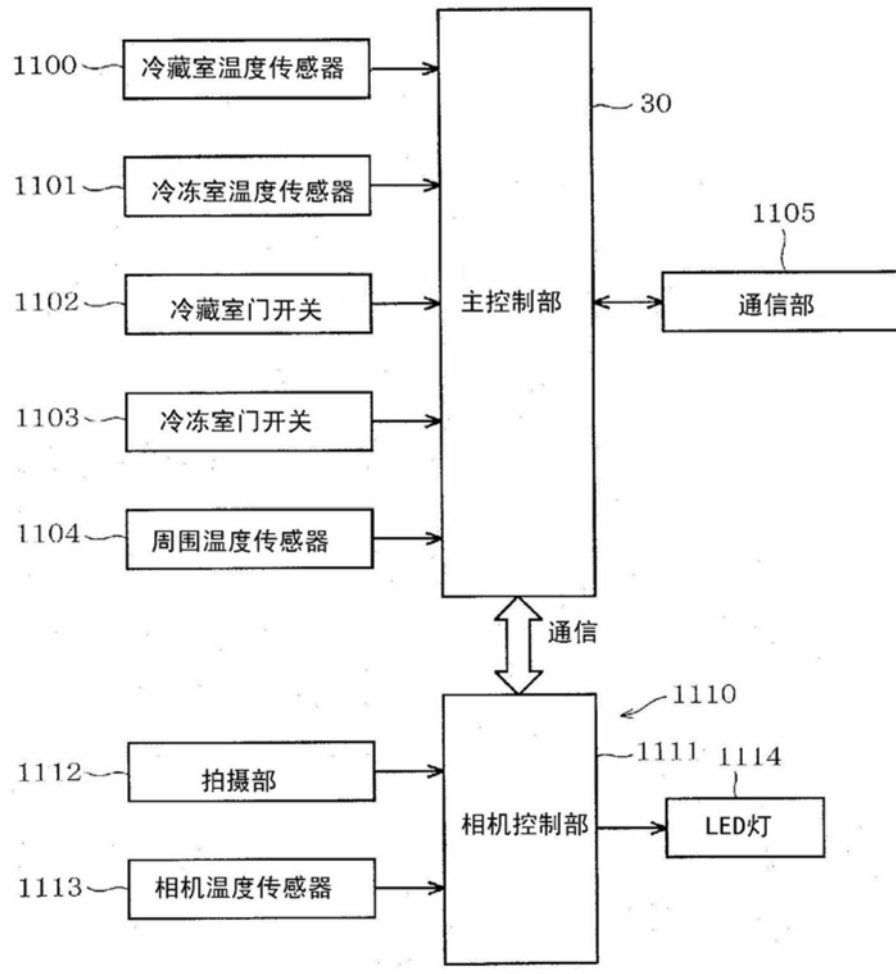 1100
冷藏室温度传感器
30
1101
冷冻室温度传感器
1105
1102
冷藏室门开关
主控制部
通信部
1103
冷冻室门开关
1104
周围温度传感器
通信
1110
1111
1114
1112
拍摄部
相机控制部
LED灯
1113
相机温度传感器